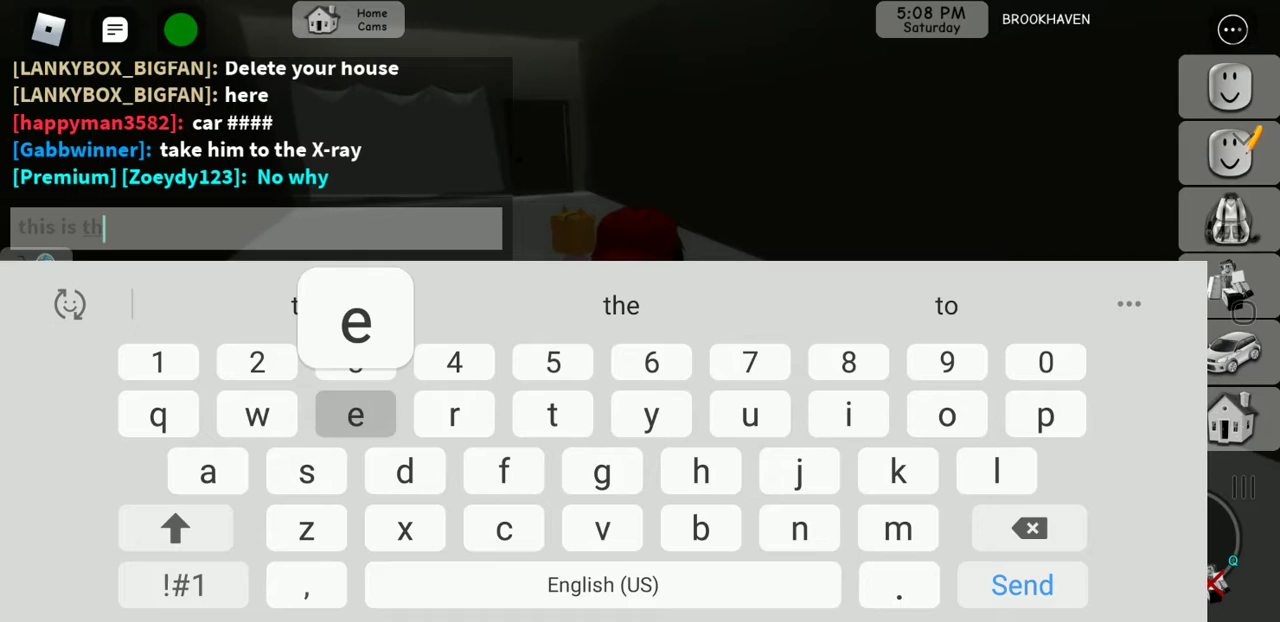 Home
Cams
5:08 PM
Saturday
BROOKHAVEN
[LANKYBOX_BIGFAN]: Delete your house
[LANKYBOX_BIGFAN]: here
[happyman3582]: car ####
[Gabbwinner]: take him to the X-ray
[Premium] [Zoeydy123]: No why
this is th
e
the
to
1 2 4 5 6 7 8 9 0
q w e r t y u i o p
a s d f g h j k l
z x c v b n m
!#1 , English (US) . Send
Q